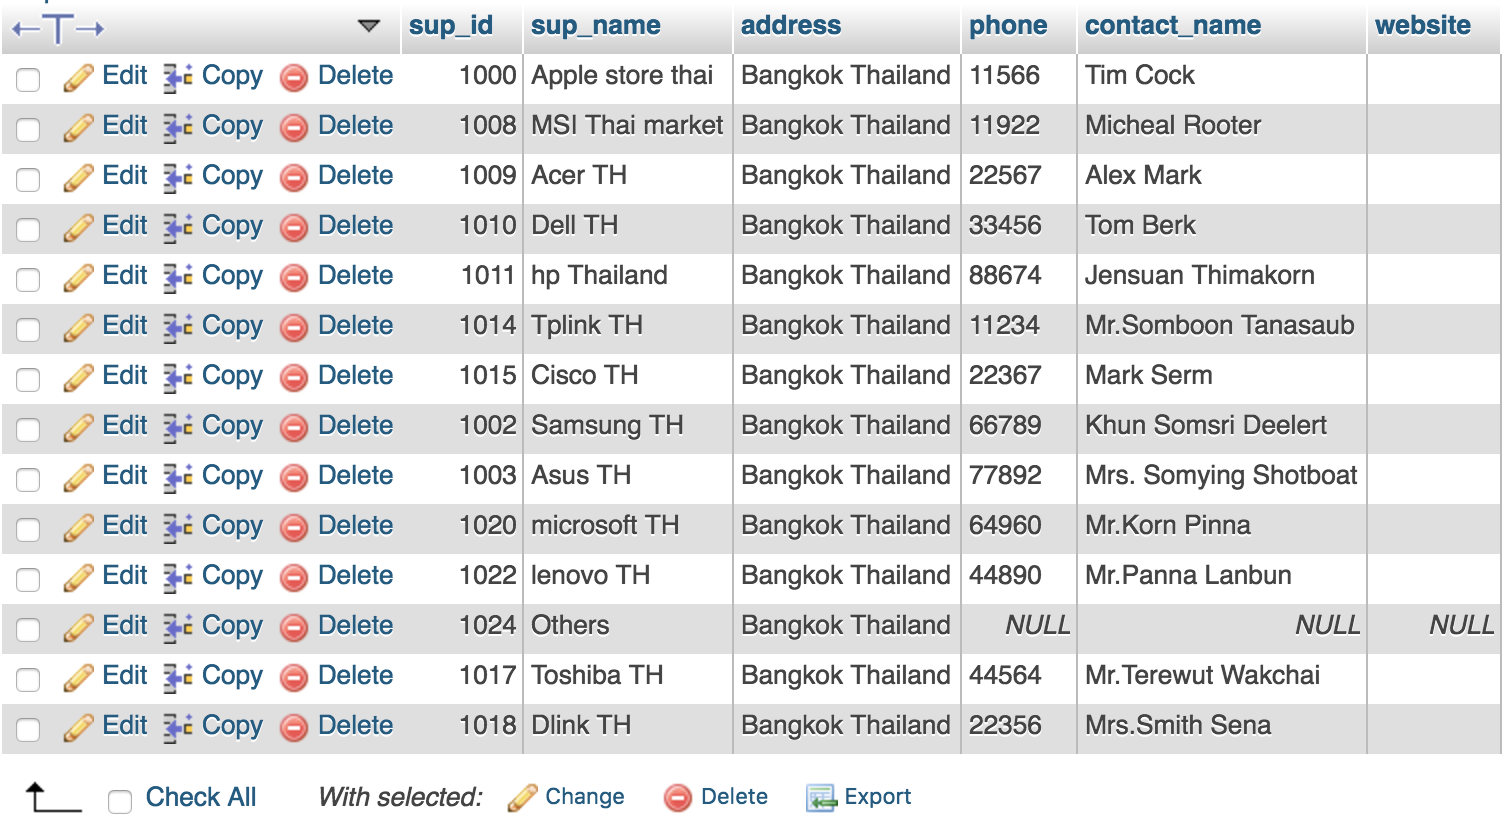 sup_id sup_name address phone contact_name website
Edit Copy Delete 1000 Apple store thai Bangkok Thailand 11566 Tim Cock
Edit Copy Delete 1008 MSI Thai market Bangkok Thailand 11922 Micheal Rooter
Edit Copy Delete 1009 Acer TH Bangkok Thailand 22567 Alex Mark
Edit Copy Delete 1010 Dell TH Bangkok Thailand 33456 Tom Berk
Edit Copy Delete 1011 hp Thailand Bangkok Thailand 88674 Jensuan Thimakorn
Edit Copy Delete 1014 Tplink TH Bangkok Thailand 11234 Mr.Somboon Tanasaub
Edit Copy Delete 1015 Cisco TH Bangkok Thailand 22367 Mark Serm
Edit Copy Delete 1002 Samsung TH Bangkok Thailand 66789 Khun Somsri Deelert
Edit Copy Delete 1003 Asus TH Bangkok Thailand 77892 Mrs. Somying Shotboat
Edit Copy Delete 1020 microsoft TH Bangkok Thailand 64960 Mr.Korn Pinna
Edit Copy Delete 1022 lenovo TH Bangkok Thailand 44890 Mr.Panna Lanbun
Edit Copy Delete 1024 Others Bangkok Thailand NULL NULL NULL
Edit Copy Delete 1017 Toshiba TH Bangkok Thailand 44564 Mr.Terewut Wakchai
Edit Copy Delete 1018 Dlink TH Bangkok Thailand 22356 Mrs.Smith Sena
Check All With selected: Change Delete Export